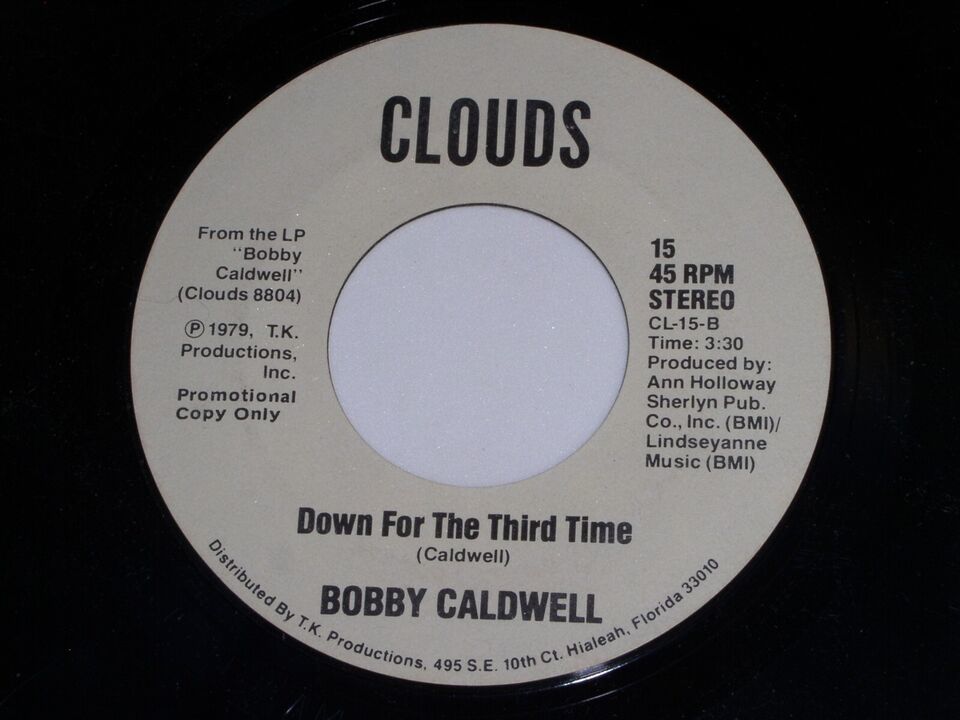 CLOUDS
From the LP
"Bobby
Caldwell"
(Clouds 8804)
Ⓟ1979, T.K.
Productions,
Inc.
Promotional
Copy Only
15
45 RPM
STEREO
CL-15-B
Time: 3:30
Produced by:
Ann Holloway
Sherlyn Pub.
Co., Inc. (BMI)/
Lindseyanne
Music (BMI)
Down For The Third Time
(Caldwell)
BOBBY CALDWELL
Distributed By T.K. Productions, 495 S.E. 10th Ct. Hialeah, Florida 33010